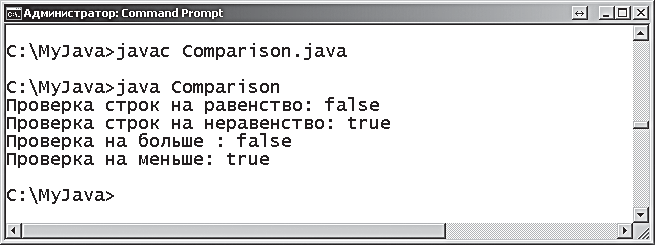 Администратор: Command Prompt
C:\MyJava>javac Comparison.java
C:\MyJava>java Comparison
Проверка строк на равенство: false
Проверка строк на неравенство: true
Проверка на больше : false
Проверка на меньше: true
C:\MyJava>